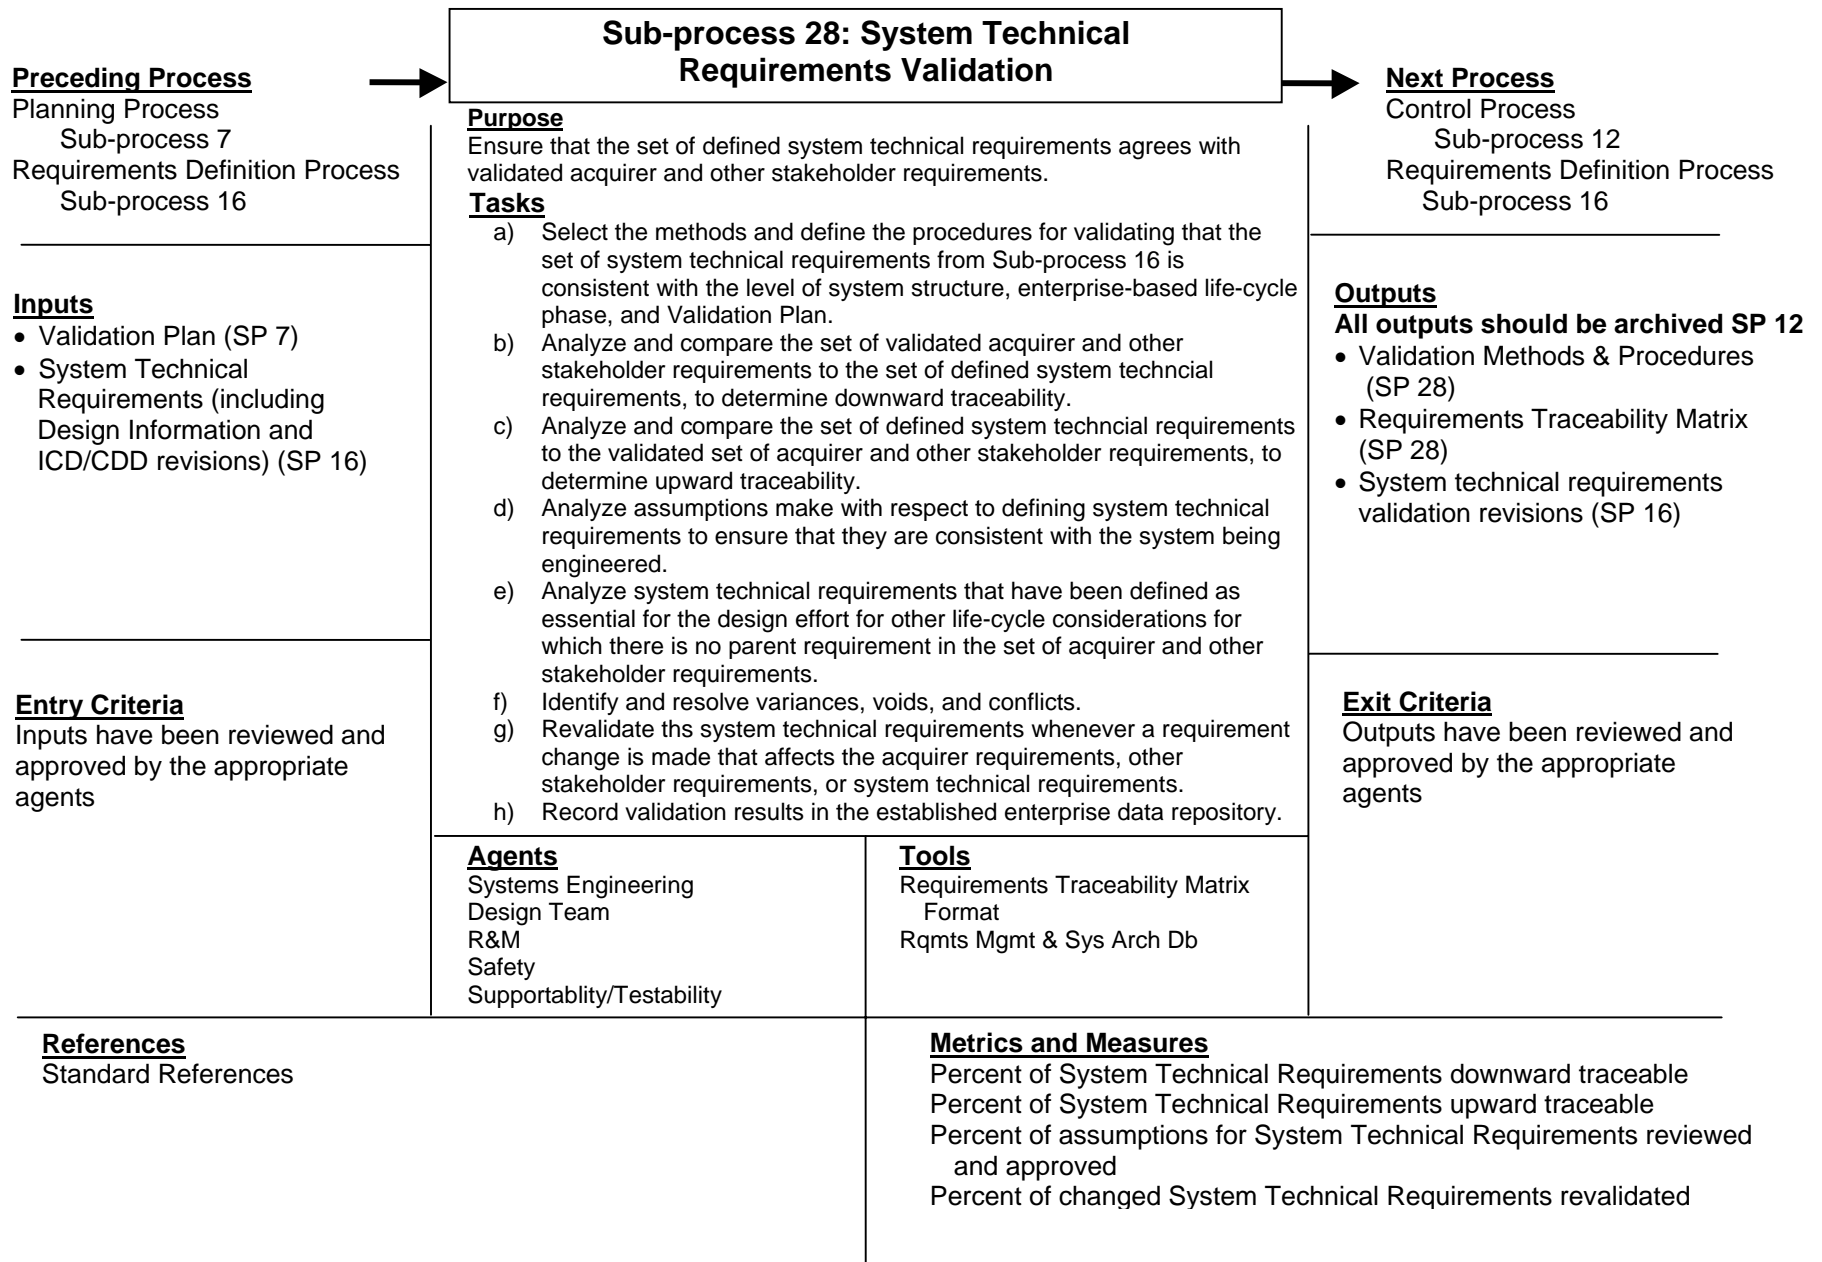 Sub-process 28: System Technical
Requirements Validation
Preceding Process
Planning Process
Sub-process 7
Requirements Definition Process
Sub-process 16
Next Process
Control Process
Sub-process 12
Requirements Definition Process
Sub-process 16
Purpose
Ensure that the set of defined system technical requirements agrees with
validated acquirer and other stakeholder requirements.
Tasks
a) Select the methods and define the procedures for validating that the
set of system technical requirements from Sub-process 16 is
consistent with the level of system structure, enterprise-based life-cycle
phase, and Validation Plan.
b) Analyze and compare the set of validated acquirer and other
stakeholder requirements to the set of defined system techncial
requirements, to determine downward traceability.
c) Analyze and compare the set of defined system techncial requirements
to the validated set of acquirer and other stakeholder requirements, to
determine upward traceability.
d) Analyze assumptions make with respect to defining system technical
requirements to ensure that they are consistent with the system being
engineered.
e) Analyze system technical requirements that have been defined as
essential for the design effort for other life-cycle considerations for
which there is no parent requirement in the set of acquirer and other
stakeholder requirements.
f) Identify and resolve variances, voids, and conflicts.
g) Revalidate ths system technical requirements whenever a requirement
change is made that affects the acquirer requirements, other
stakeholder requirements, or system technical requirements.
h) Record validation results in the established enterprise data repository.
Inputs
• Validation Plan (SP 7)
• System Technical
Requirements (including
Design Information and
ICD/CDD revisions) (SP 16)
Outputs
All outputs should be archived SP 12
• Validation Methods & Procedures
(SP 28)
• Requirements Traceability Matrix
(SP 28)
• System technical requirements
validation revisions (SP 16)
Entry Criteria
Inputs have been reviewed and
approved by the appropriate
agents
Exit Criteria
Outputs have been reviewed and
approved by the appropriate
agents
Agents
Systems Engineering
Design Team
R&M
Safety
Supportablity/Testability
Tools
Requirements Traceability Matrix
Format
Rqmts Mgmt & Sys Arch Db
References
Standard References
Metrics and Measures
Percent of System Technical Requirements downward traceable
Percent of System Technical Requirements upward traceable
Percent of assumptions for System Technical Requirements reviewed
and approved
Percent of changed System Technical Requirements revalidated